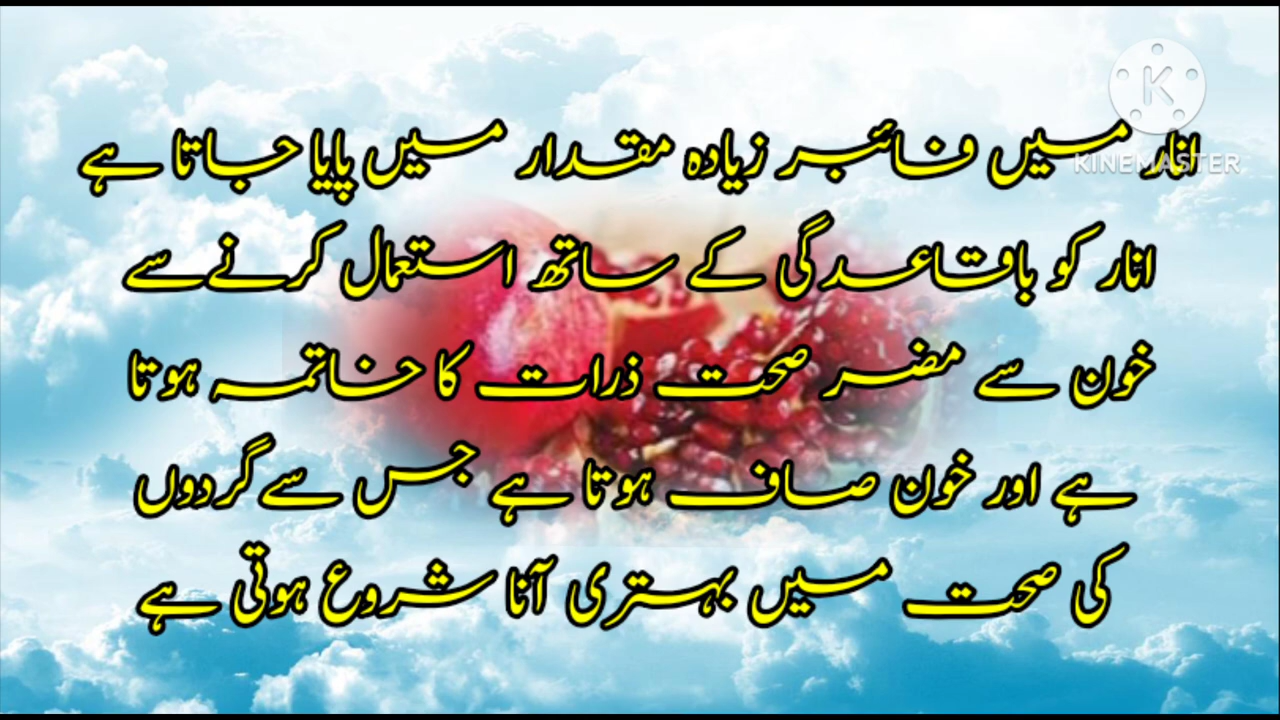 انار میں فائبر زیادہ مقدار میں پایا جاتا ہے
KINEMASTER
انار کو باقاعدگی کے ساتھ استعمال کرنے سے
خون سے مضر صحت ذرات کا خاتمہ ہوتا
ہے اور خون صاف ہوتا ہے جس سے گردوں
کی صحت میں بہتری آنا شروع ہوتی ہے